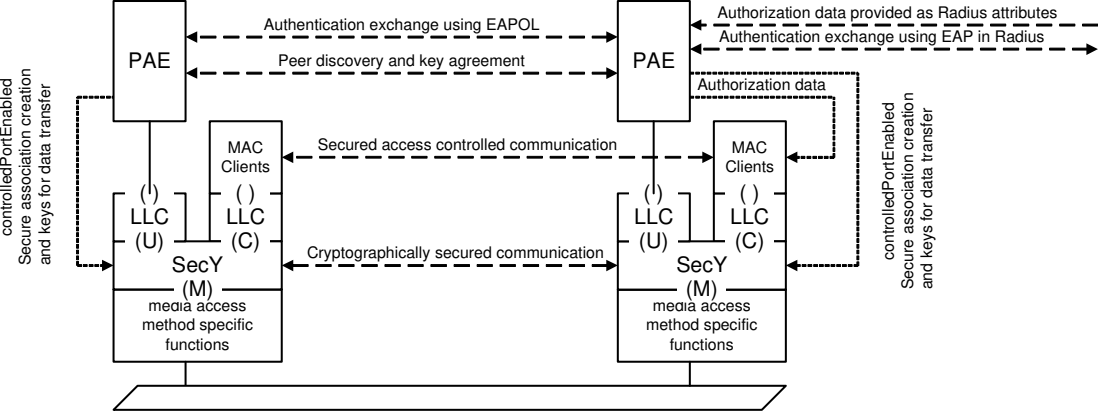 Authorization data provided as Radius attributes
Authentication exchange using EAPOL
Authentication exchange using EAP in Radius
PAE
PAE
Peer discovery and key agreement
Authorization data
controlledPortEnabled
Secure association creation
and keys for data transfer
controlledPortEnabled
Secure association creation
and keys for data transfer
MAC
Clients
Secured access controlled communication
MAC
Clients
( )
( )
( )
( )
LLC
LLC
LLC
LLC
(U)
(C)
(U)
(C)
SecY
Cryptographically secured communication
SecY
(M)
(M)
media access
method specific
functions
media access
method specific
functions